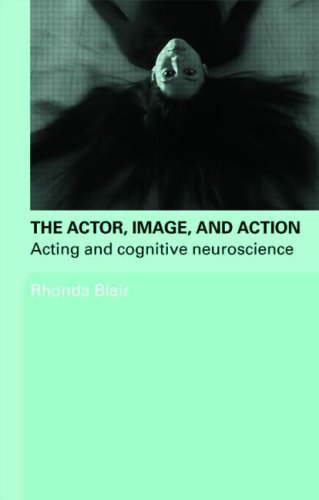 THE ACTOR, IMAGE, AND ACTION
Acting and cognitive neuroscience
Rhonda Blair